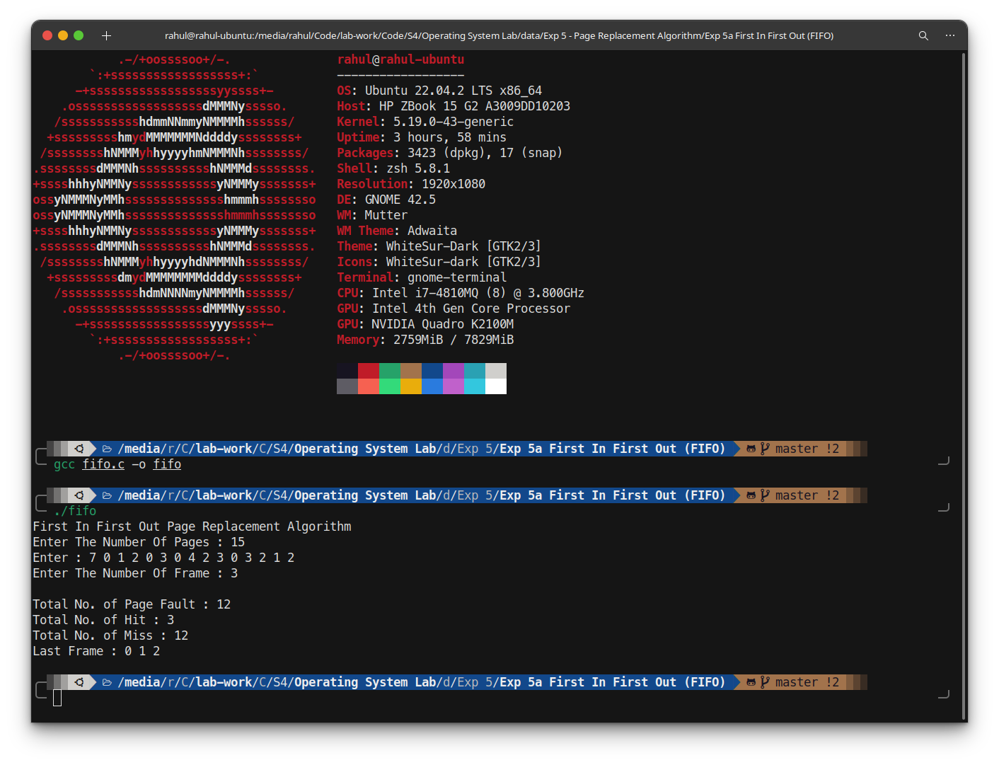 rahul@rahul-ubuntu:/media/rahul/Code/lab-work/Code/S4/Operating System Lab/data/Exp 5 - Page Replacement Algorithm/Exp 5a First In First Out (FIFO)
.-/+oossssoo+/-. rahul@rahul-ubuntu
`:+ssssssssssssssssss+:` ------------------
-+ssssssssssssssssssyyssss+- OS: Ubuntu 22.04.2 LTS x86_64
.ossssssssssssssssssdMMMNysssso. Host: HP ZBook 15 G2 A3009DD10203
/ssssssssssshdmmNNmmyNMMMMhssssss/ Kernel: 5.19.0-43-generic
+ssssssssshmydMMMMMMMNddddyssssssss+ Uptime: 3 hours, 58 mins
/sssssssshNMMMyhhyyyyhmNMMMNhssssssss/ Packages: 3423 (dpkg), 17 (snap)
.ssssssssdMMMNhsssssssssshNMMMdssssssss. Shell: zsh 5.8.1
+sssshhhyNMMNyssssssssssssyNMMMysssssss+ Resolution: 1920x1080
ossyNMMMNyMMhsssssssssssssshmmmhssssssso DE: GNOME 42.5
ossyNMMMNyMMhsssssssssssssshmmmhssssssso WM: Mutter
+sssshhhyNMMNyssssssssssssyNMMMysssssss+ WM Theme: Adwaita
.ssssssssdMMMNhsssssssssshNMMMdssssssss. Theme: WhiteSur-Dark [GTK2/3]
/sssssssshNMMMyhhyyyyhdNMMMNhssssssss/ Icons: WhiteSur-dark [GTK2/3]
+sssssssssdmydMMMMMMMMddddyssssssss+ Terminal: gnome-terminal
/ssssssssssshdmNNNNmyNMMMMhssssss/ CPU: Intel i7-4810MQ (8) @ 3.800GHz
.ossssssssssssssssssdMMMNysssso. GPU: Intel 4th Gen Core Processor
-+sssssssssssssssssyyyssss+- GPU: NVIDIA Quadro K2100M
`:+ssssssssssssssssss+:` Memory: 2759MiB / 7829MiB
.-/+oossssoo+/-.
/media/r/C/lab-work/C/S4/Operating System Lab/d/Exp 5/Exp 5a First In First Out (FIFO) master !2
gcc fifo.c -o fifo
/media/r/C/lab-work/C/S4/Operating System Lab/d/Exp 5/Exp 5a First In First Out (FIFO) master !2
./fifo
First In First Out Page Replacement Algorithm
Enter The Number Of Pages : 15
Enter : 7 0 1 2 0 3 0 4 2 3 0 3 2 1 2
Enter The Number Of Frame : 3
Total No. of Page Fault : 12
Total No. of Hit : 3
Total No. of Miss : 12
Last Frame : 0 1 2
/media/r/C/lab-work/C/S4/Operating System Lab/d/Exp 5/Exp 5a First In First Out (FIFO) master !2